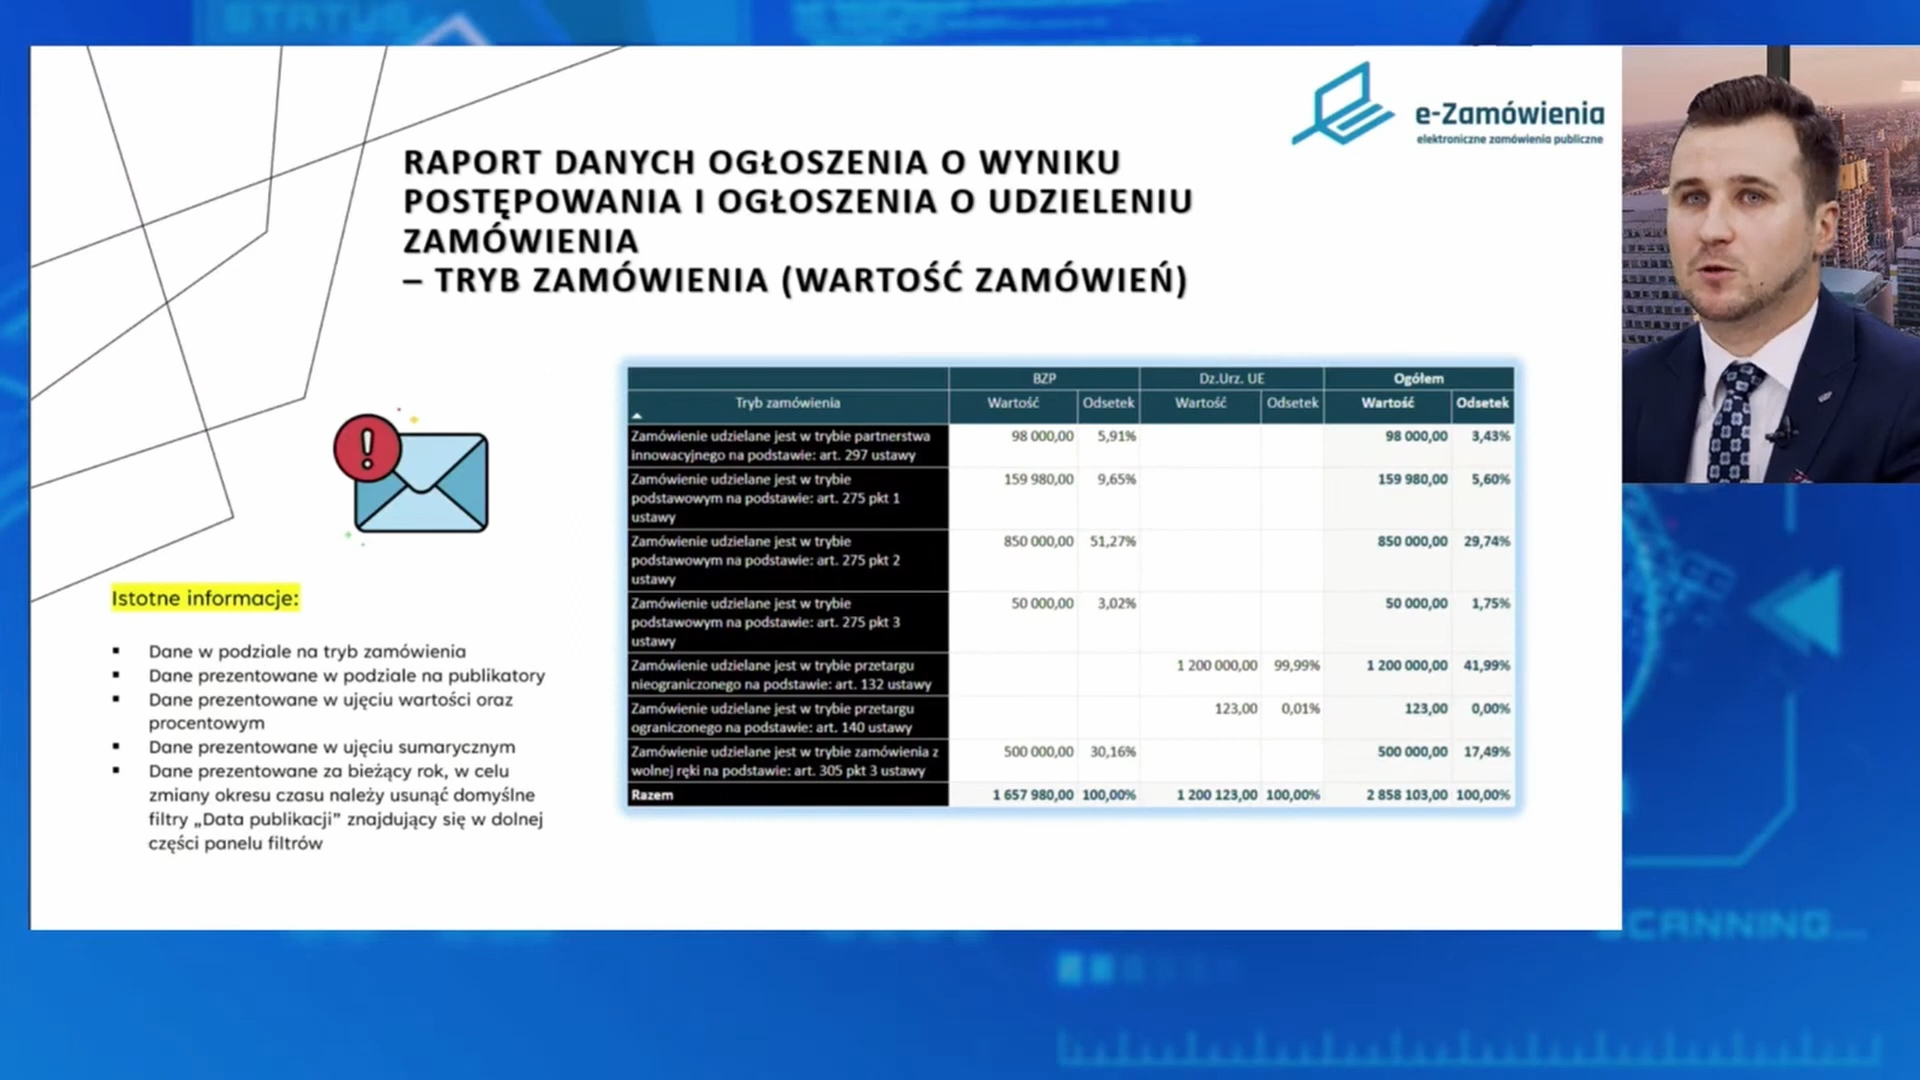 STATUS
e-Zamówienia
elektroniczne zamówienia publiczne
RAPORT DANYCH OGŁOSZENIA O WYNIKU
POSTĘPOWANIA I OGŁOSZENIA O UDZIELENIU
ZAMÓWIENIA
– TRYB ZAMÓWIENIA (WARTOŚĆ ZAMÓWIEŃ)
Istotne informacje:
▪ Dane w podziale na tryb zamówienia
▪ Dane prezentowane w podziale na publikatory
▪ Dane prezentowane w ujęciu wartości oraz
procentowym
▪ Dane prezentowane w ujęciu sumarycznym
▪ Dane prezentowane za bieżący rok, w celu
zmiany okresu czasu należy usunąć domyślne
filtry „Data publikacji” znajdujący się w dolnej
części panelu filtrów
BZP Dz.Urz. UE Ogółem
Tryb zamówienia Wartość Odsetek Wartość Odsetek Wartość Odsetek
Zamówienie udzielane jest w trybie partnerstwa 98 000,00 5,91% 98 000,00 3,43%
innowacyjnego na podstawie: art. 297 ustawy
Zamówienie udzielane jest w trybie 159 980,00 9,65% 159 980,00 5,60%
podstawowym na podstawie: art. 275 pkt 1
ustawy
Zamówienie udzielane jest w trybie 850 000,00 51,27% 850 000,00 29,74%
podstawowym na podstawie: art. 275 pkt 2
ustawy
Zamówienie udzielane jest w trybie 50 000,00 3,02% 50 000,00 1,75%
podstawowym na podstawie: art. 275 pkt 3
ustawy
Zamówienie udzielane jest w trybie przetargu 1 200 000,00 99,99% 1 200 000,00 41,99%
nieograniczonego na podstawie: art. 132 ustawy
Zamówienie udzielane jest w trybie przetargu 123,00 0,01% 123,00 0,00%
ograniczonego na podstawie: art. 140 ustawy
Zamówienie udzielane jest w trybie zamówienia z 500 000,00 30,16% 500 000,00 17,49%
wolnej ręki na podstawie: art. 305 pkt 3 ustawy
Razem 1 657 980,00 100,00% 1 200 123,00 100,00% 2 858 103,00 100,00%
SCANNING...